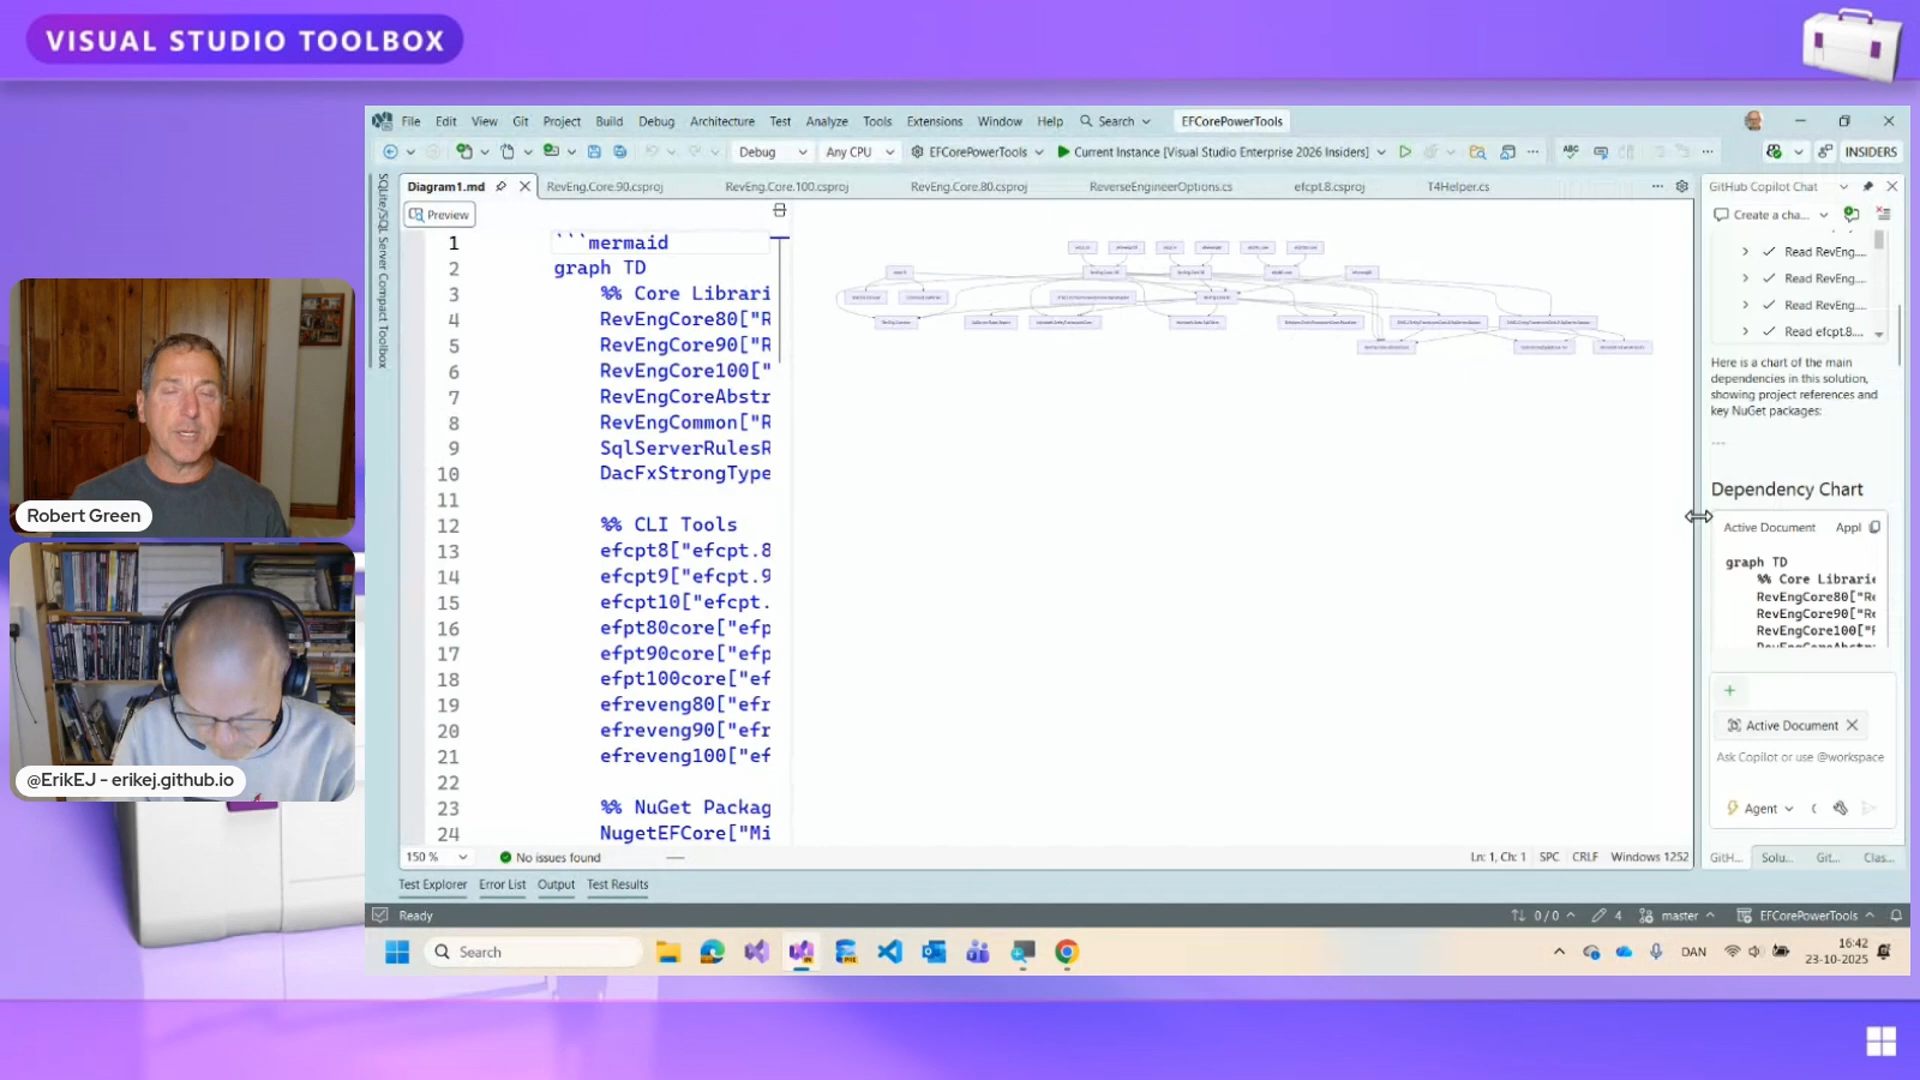 VISUAL STUDIO TOOLBOX
File Edit View Git Project Build Debug Architecture Test Analyze Tools Extensions Window Help Search EFCorePowerTools
Debug Any CPU EFCorePowerTools Current Instance [Visual Studio Enterprise 2026 Insiders] INSIDERS
SQLite/SQL Server Compact Toolbox
Diagram1.md RevEng.Core.90.csproj RevEng.Core.100.csproj RevEng.Core.80.csproj ReverseEngineerOptions.cs efcpt.8.csproj T4Helper.cs
Preview
1 ```mermaid
2 graph TD
3 %% Core Librari
4 RevEngCore80["R
5 RevEngCore90["R
6 RevEngCore100["
7 RevEngCoreAbstr
8 RevEngCommon["R
9 SqlServerRulesR
10 DacFxStrongType
11
12 %% CLI Tools
13 efcpt8["efcpt.8
14 efcpt9["efcpt.9
15 efcpt10["efcpt.
16 efpt80core["efp
17 efpt90core["efp
18 efpt100core["ef
19 efreveng80["efr
20 efreveng90["efr
21 efreveng100["ef
22
23 %% NuGet Packag
24 NugetEFCore["Mi
150 % No issues found Ln: 1, Ch: 1 SPC CRLF Windows 1252
GitHub Copilot Chat
Create a cha...
Read RevEng....
Read RevEng....
Read RevEng....
Read efcpt.8....
Here is a chart of the main
dependencies in this solution,
showing project references and
key NuGet packages:
---
Dependency Chart
Active Document Appl
graph TD
%% Core Librarie
RevEngCore80["Re
RevEngCore90["Re
RevEngCore100["F
RevEngCoreAbstra
Active Document
Ask Copilot or use @workspace
Agent
GitH... Solu... Git... Clas...
Test Explorer Error List Output Test Results
Ready 0/0 4 master EFCorePowerTools
Search DAN 16:42
23-10-2025
Robert Green
@ErikEJ - erikej.github.io